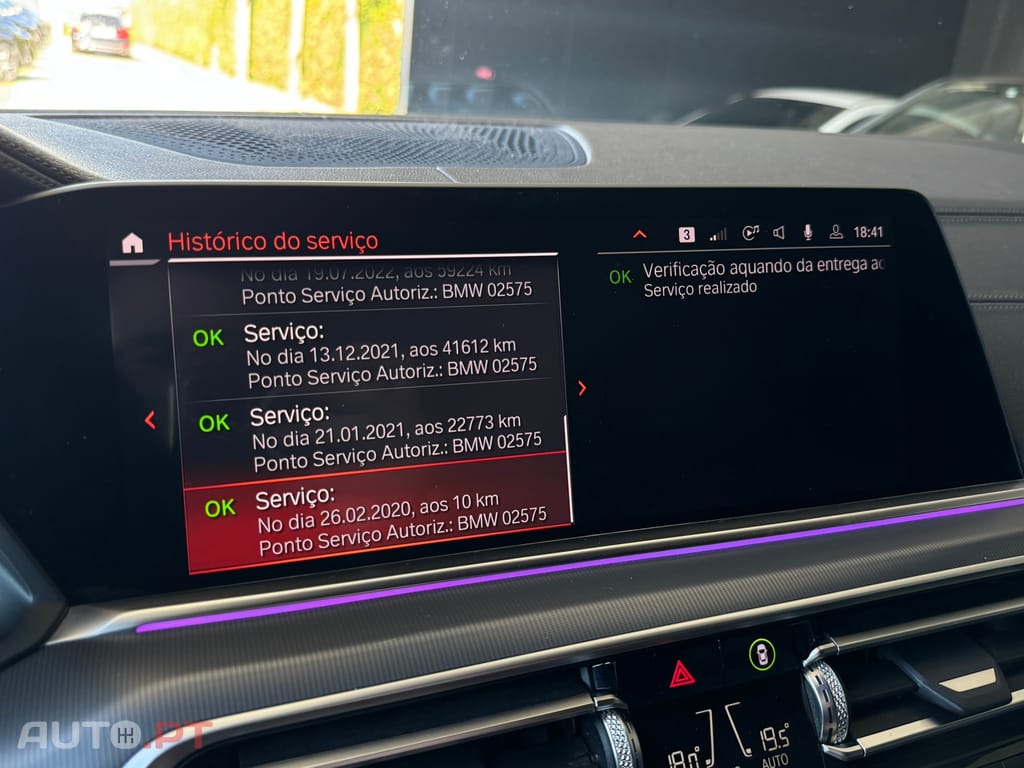 Histórico do serviço
3
18:41
No dia 19.07.2022, aos 59224 km
Ponto Serviço Autoriz.: BMW 02575
OK
Serviço:
No dia 13.12.2021, aos 41612 km
Ponto Serviço Autoriz.: BMW 02575
OK
Serviço:
No dia 21.01.2021, aos 22773 km
Ponto Serviço Autoriz.: BMW 02575
OK
Serviço:
No dia 26.02.2020, aos 10 km
Ponto Serviço Autoriz.: BMW 02575
OK
Verificação aquando da entrega ao
Serviço realizado
18.0°
19.5°
AUTO
AUTO.PT